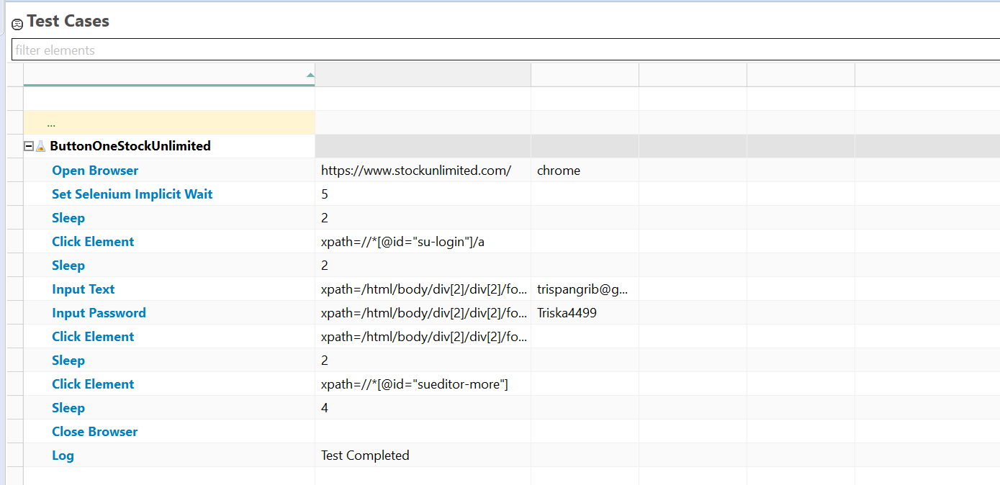 Test Cases
filter elements
...
ButtonOneStockUnlimited
Open Browser https://www.stockunlimited.com/ chrome
Set Selenium Implicit Wait 5
Sleep 2
Click Element xpath=//*[@id="su-login"]/a
Sleep 2
Input Text xpath=/html/body/div[2]/div[2]/fo... trispangrib@g...
Input Password xpath=/html/body/div[2]/div[2]/fo... Triska4499
Click Element xpath=/html/body/div[2]/div[2]/fo...
Sleep 2
Click Element xpath=//*[@id="sueditor-more"]
Sleep 4
Close Browser
Log Test Completed